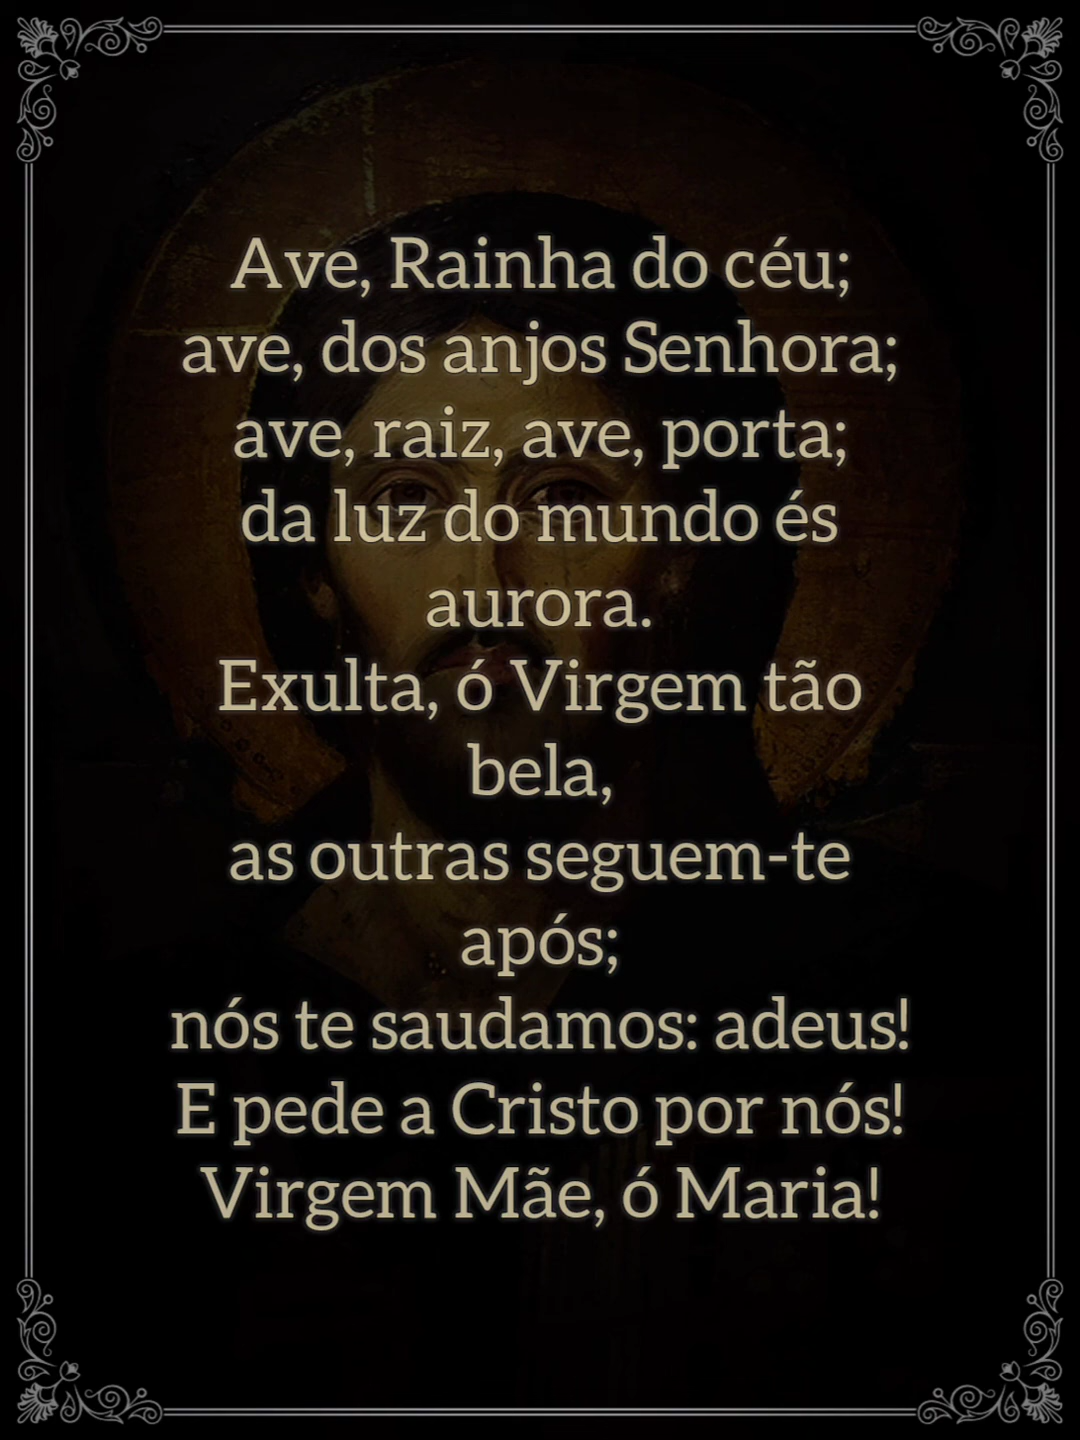 Ave, Rainha do céu;
ave, dos anjos Senhora;
ave, raiz, ave, porta;
da luz do mundo és
aurora.
Exulta, ó Virgem tão
bela,
as outras seguem-te
após;
nós te saudamos: adeus!
E pede a Cristo por nós!
Virgem Mãe, ó Maria!